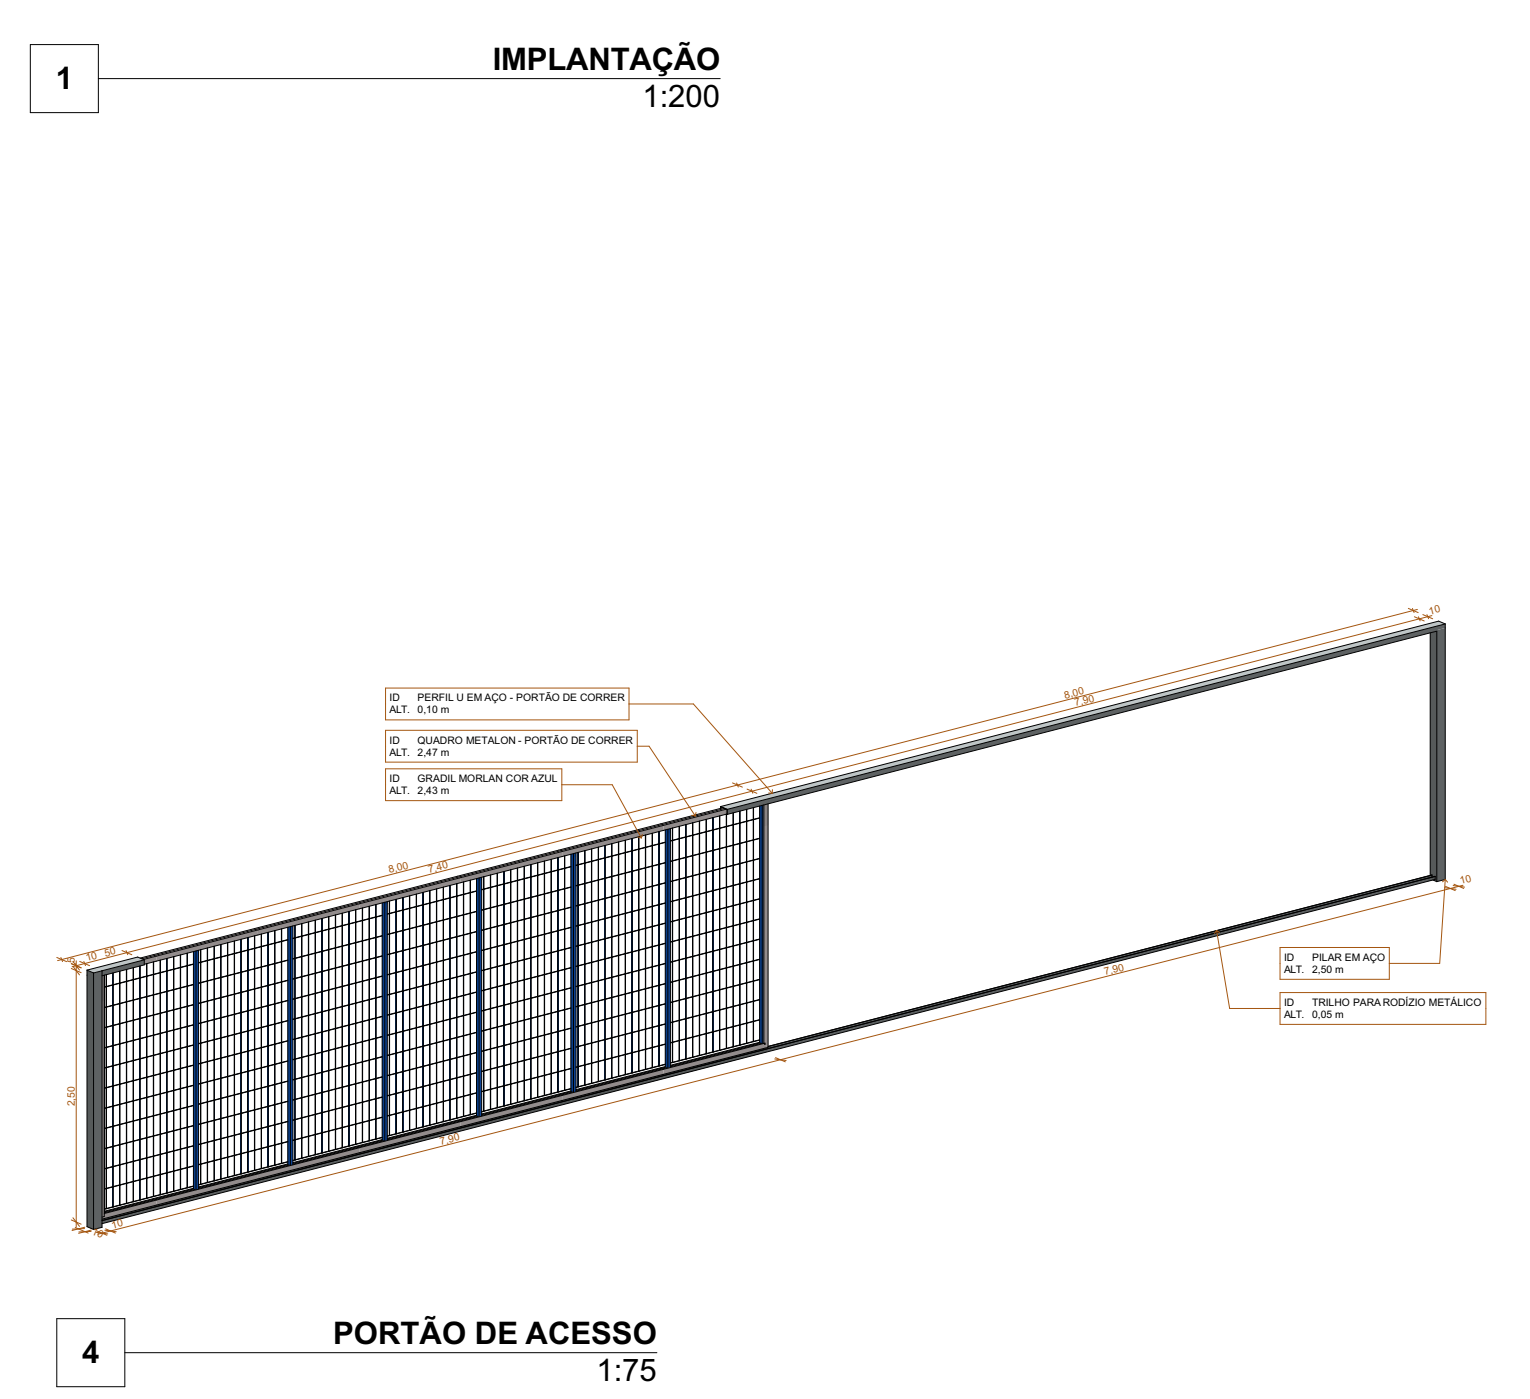 1
IMPLANTAÇÃO
1:200
10
8,00
7,90
ID PERFIL U EM AÇO - PORTÃO DE CORRER
ALT. 0,10 m
ID QUADRO METALON - PORTÃO DE CORRER
ALT. 2,47 m
ID GRADIL MORLAN COR AZUL
ALT. 2,43 m
8,00
7,40
10
10 50
ID PILAR EM AÇO
ALT. 2,50 m
7,90
ID TRILHO PARA RODÍZIO METÁLICO
ALT. 0,05 m
2,50
7,90
10
4
PORTÃO DE ACESSO
1:75